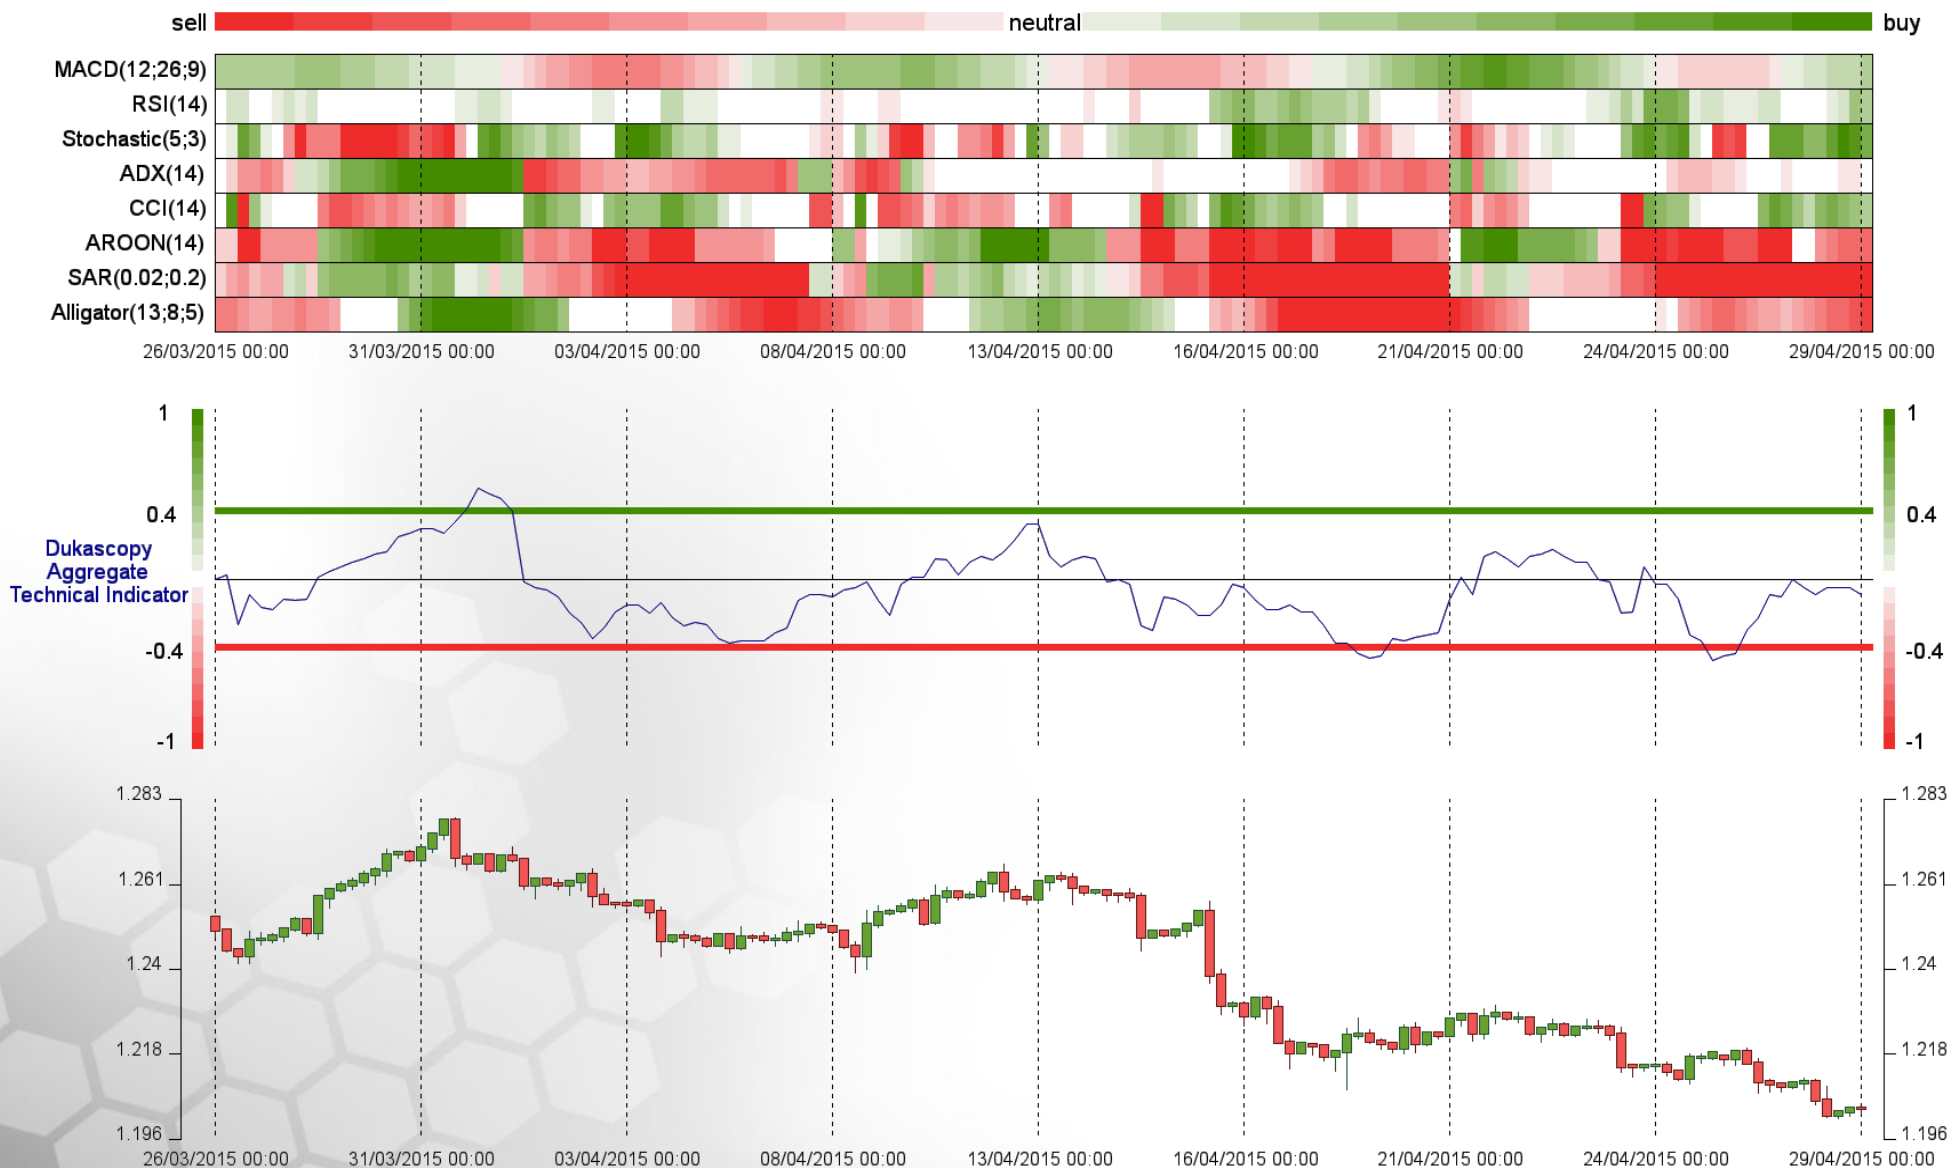 sell neutral buy
MACD(12;26;9)
RSI(14)
Stochastic(5;3)
ADX(14)
CCI(14)
AROON(14)
SAR(0.02;0.2)
Alligator(13;8;5)
26/03/2015 00:00 31/03/2015 00:00 03/04/2015 00:00 08/04/2015 00:00 13/04/2015 00:00 16/04/2015 00:00 21/04/2015 00:00 24/04/2015 00:00 29/04/2015 00:00
1 1
0.4 0.4
Dukascopy
Aggregate
Technical Indicator
-0.4 -0.4
-1 -1
1.283 1.283
1.261 1.261
1.24 1.24
1.218 1.218
1.196 1.196
26/03/2015 00:00 31/03/2015 00:00 03/04/2015 00:00 08/04/2015 00:00 13/04/2015 00:00 16/04/2015 00:00 21/04/2015 00:00 24/04/2015 00:00 29/04/2015 00:00